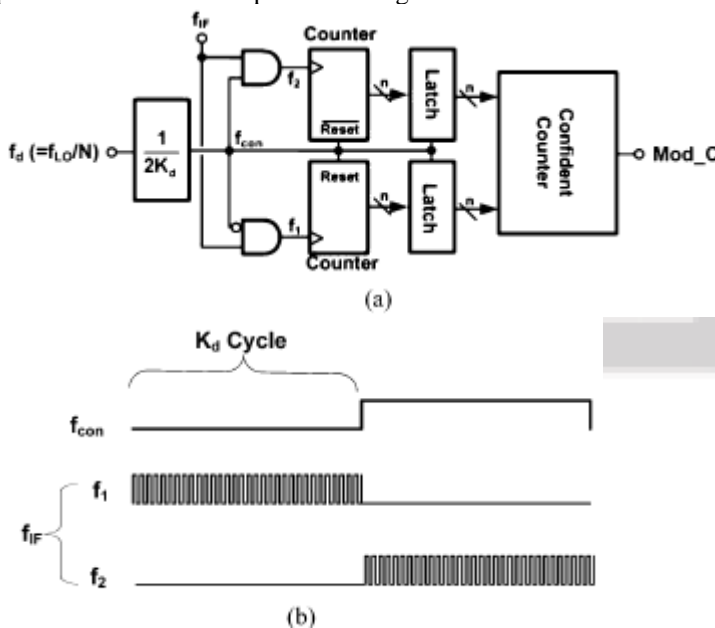 f_IF
Counter
f_2
n
n
Latch
Reset
Confident Counter
f_d (=f_LO/N)
1
2K_d
f_con
Mod_C
Reset
n
n
Latch
f_1
Counter
(a)
K_d Cycle
f_con
f_1
f_IF
f_2
(b)